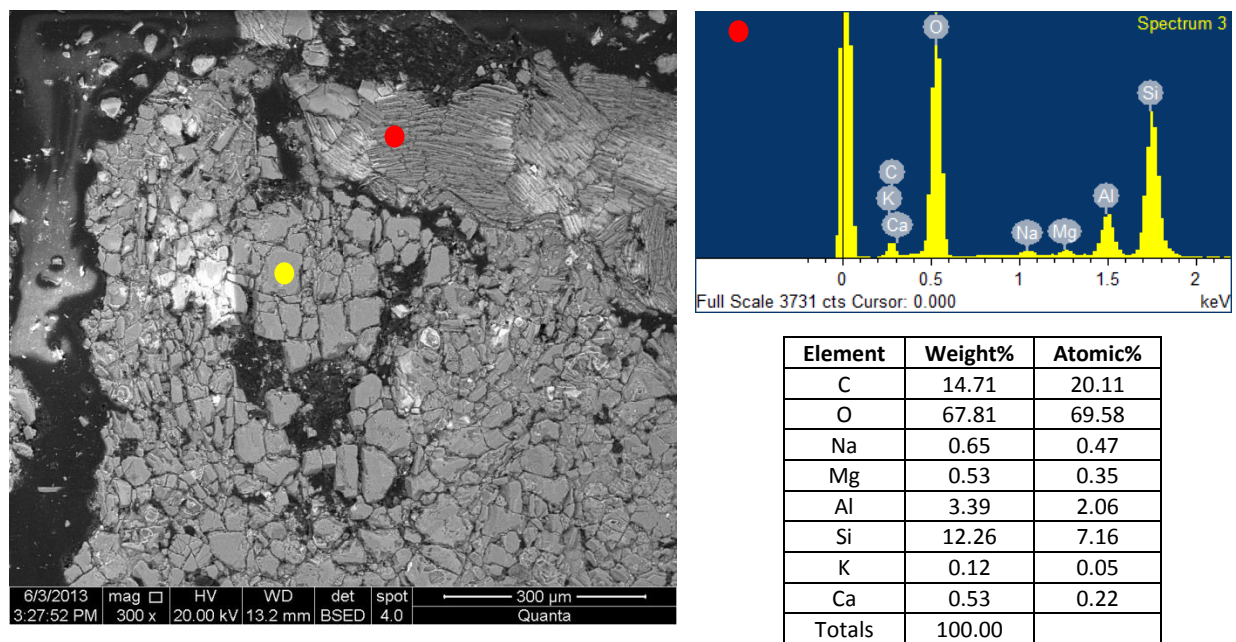 6/3/2013 mag □ HV WD det spot 300 µm
3:27:52 PM 300 x 20.00 kV 13.2 mm BSED 4.0 Quanta
Spectrum 3
O
Si
C
K
Ca
Na
Mg
Al
0 0.5 1 1.5 2
Full Scale 3731 cts Cursor: 0.000 keV
Element Weight% Atomic%
C 14.71 20.11
O 67.81 69.58
Na 0.65 0.47
Mg 0.53 0.35
Al 3.39 2.06
Si 12.26 7.16
K 0.12 0.05
Ca 0.53 0.22
Totals 100.00